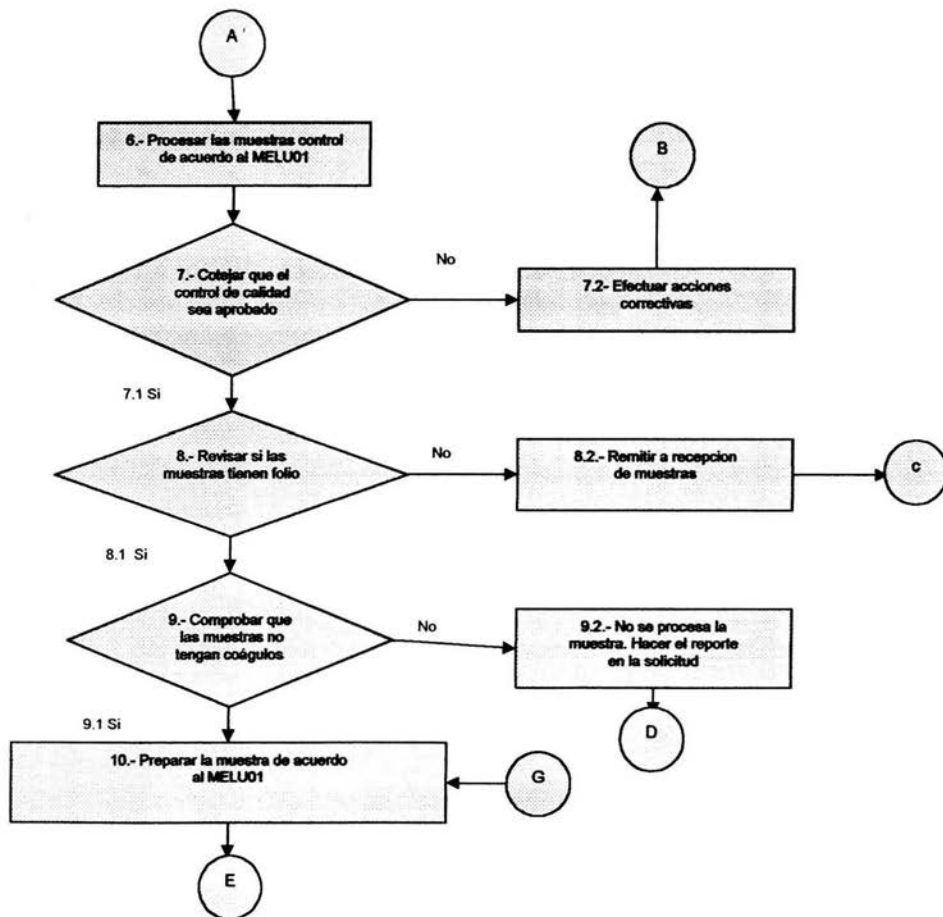 A'
6.- Procesar las muestras control
de acuerdo al MELU01
B
7.- Cotejar que el
control de calidad
sea aprobado
No
7.2- Efectuar acciones
correctivas
7.1 Si
8.- Revisar si las
muestras tienen folio
No
8.2.- Remitir a recepcion
de muestras
c
8.1 Si
9.- Comprobar que
las muestras no
tengan coágulos
No
9.2.- No se procesa la
muestra. Hacer el reporte
en la solicitud
D
9.1 Si
10.- Preparar la muestra de acuerdo
al MELU01
G
E